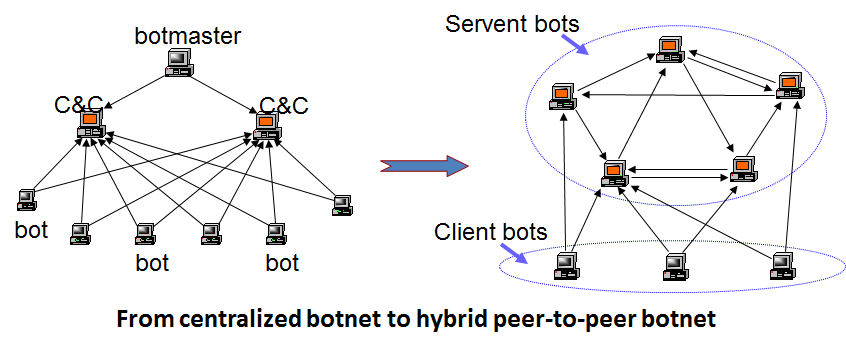 botmaster
C&C
C&C
bot
bot
bot
Servent bots
Client bots
From centralized botnet to hybrid peer-to-peer botnet